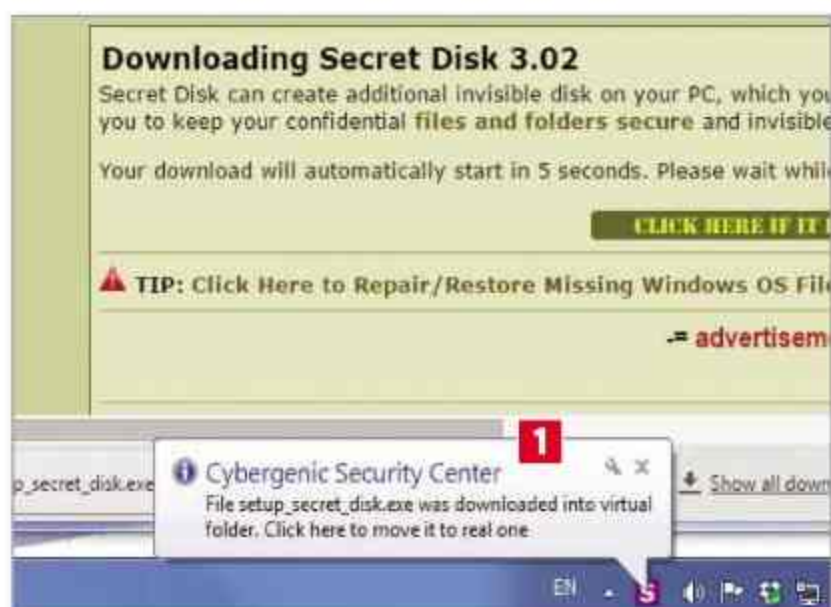 Downloading Secret Disk 3.02
Secret Disk can create additional invisible disk on your PC, which you
you to keep your confidential files and folders secure and invisible
Your download will automatically start in 5 seconds. Please wait while
CLICK HERE IF IT
TIP: Click Here to Repair/Restore Missing Windows OS File
-= advertisem
1
p_secret_disk.exe
Cybergenic Security Center
File setup_secret_disk.exe was downloaded into virtual
folder. Click here to move it to real one
Show all down
EN
S